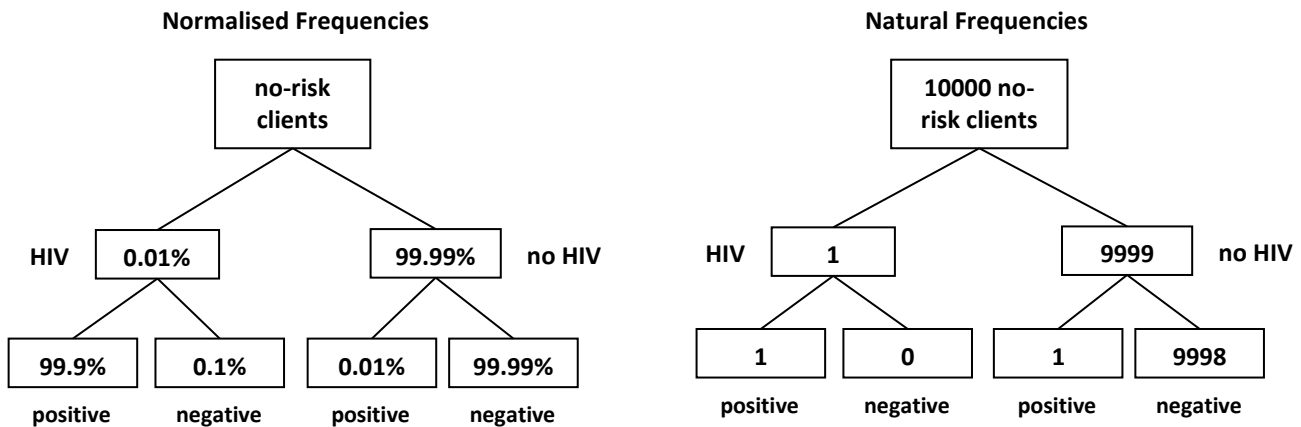 Normalised Frequencies
no-risk
clients
HIV
0.01%
99.99%
no HIV
99.9%
0.1%
0.01%
99.99%
positive
negative
positive
negative
Natural Frequencies
10000 no-
risk clients
HIV
1
9999
no HIV
1
0
1
9998
positive
negative
positive
negative